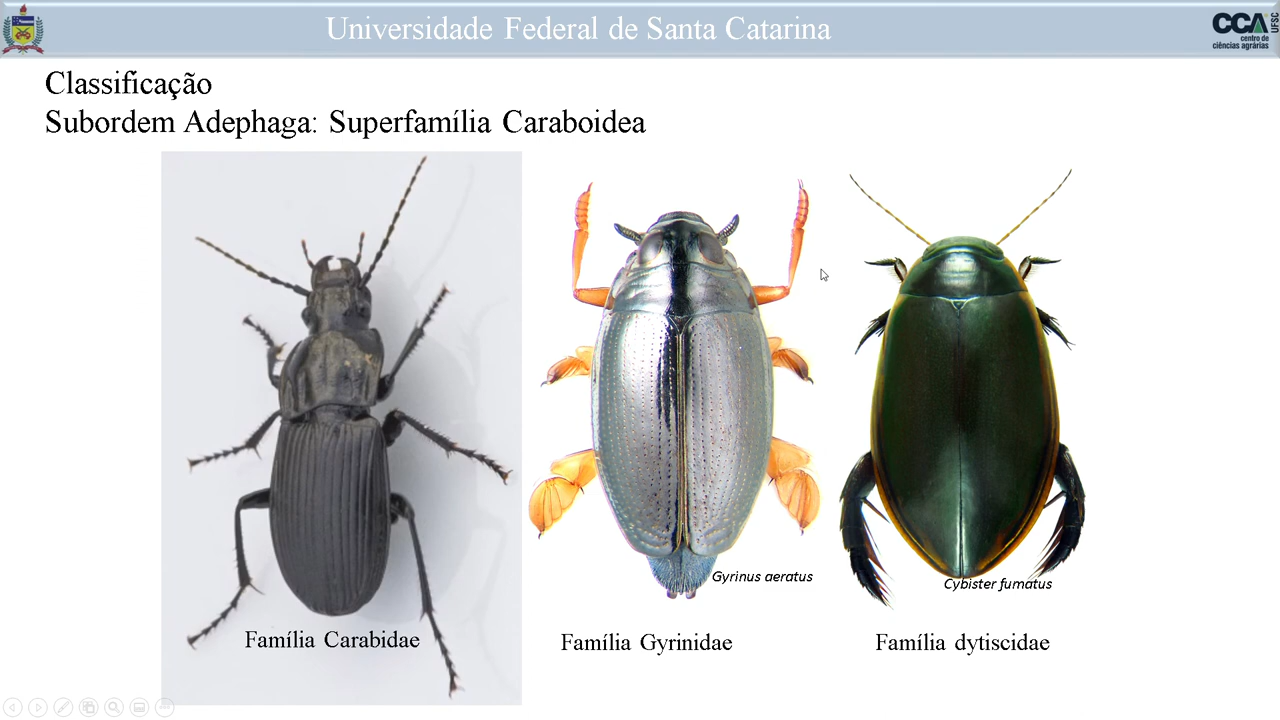 Universidade Federal de Santa Catarina
CCA
UFSC
centro de
ciências agrárias
Classificação
Subordem Adephaga: Superfamília Caraboidea
Gyrinus aeratus
Cybister fumatus
Família Carabidae
Família Gyrinidae
Família dytiscidae